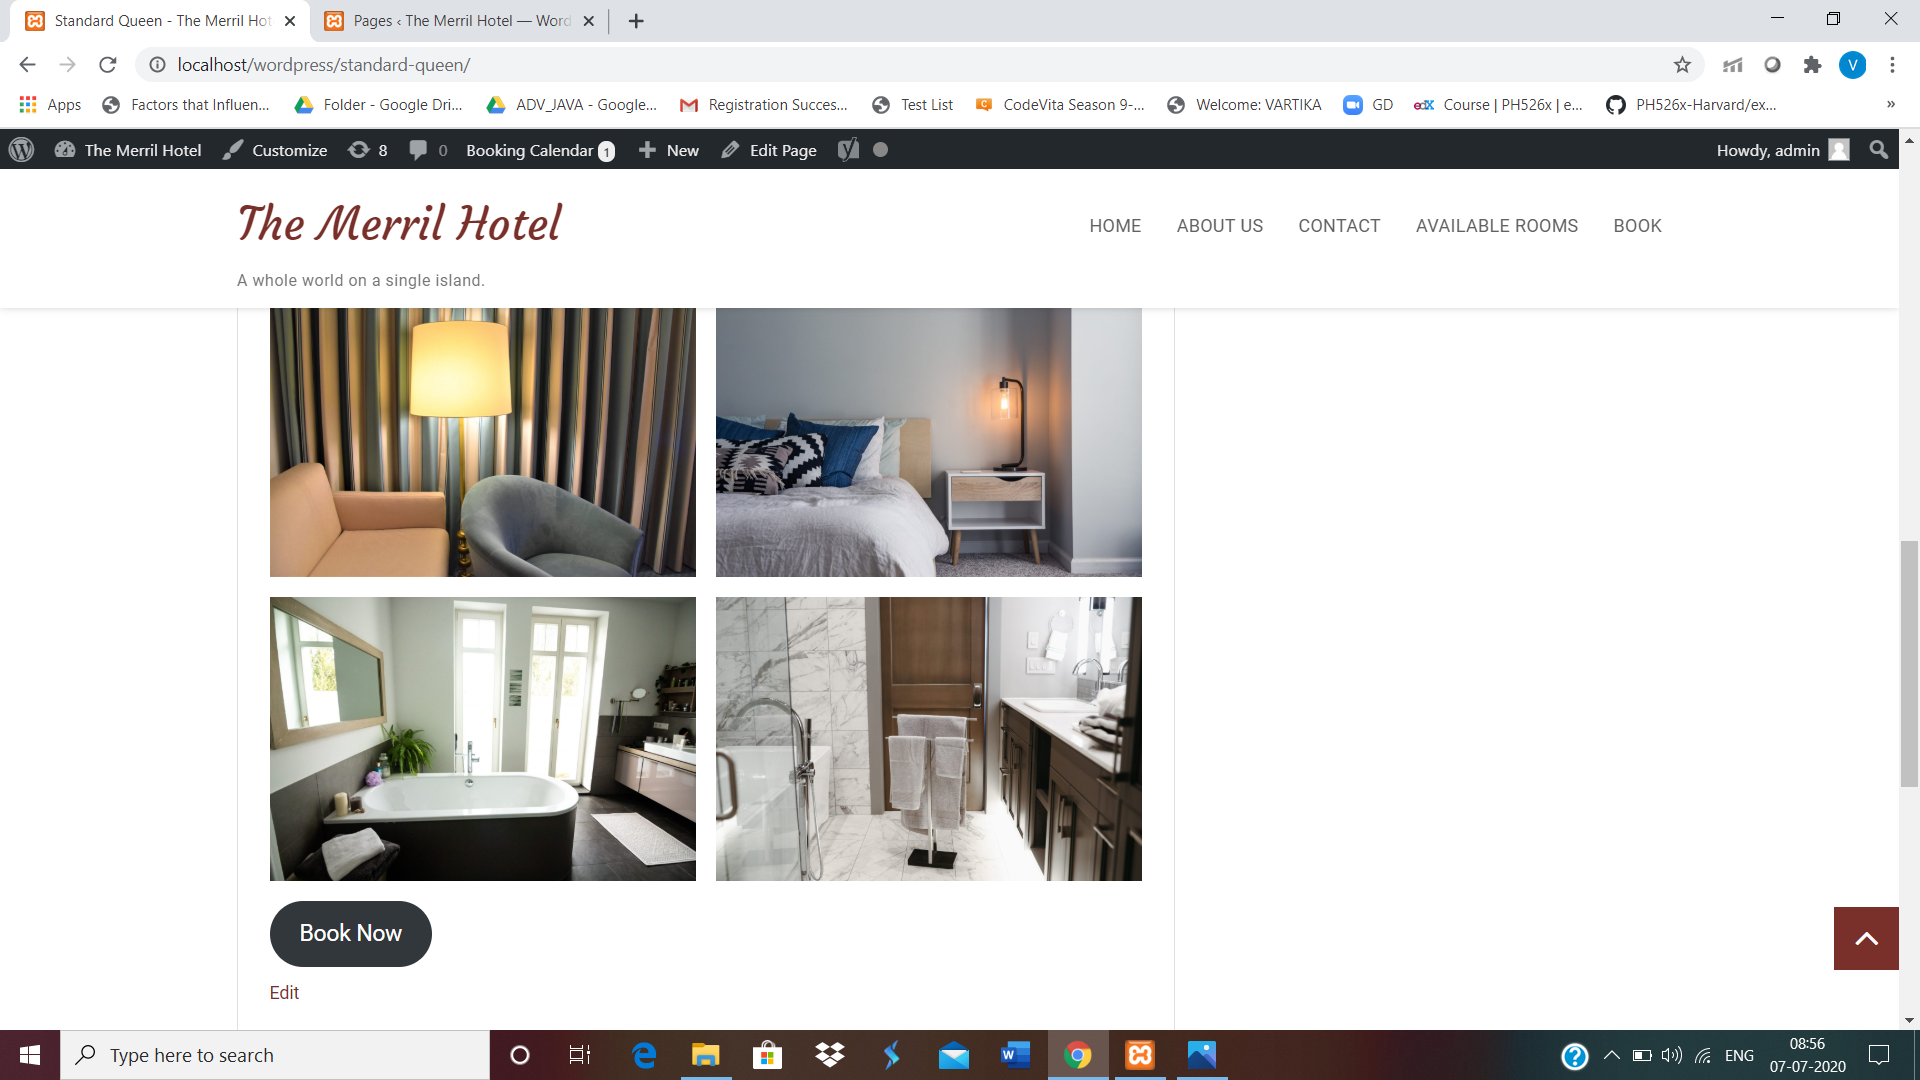 Standard Queen - The Merril Hot
Pages ‹ The Merril Hotel — Word
localhost/wordpress/standard-queen/
V
Apps
Factors that Influen...
Folder - Google Dri...
ADV_JAVA - Google...
Registration Succes...
Test List
CodeVita Season 9-...
Welcome: VARTIKA
GD
edX
Course | PH526x | e...
PH526x-Harvard/ex...
»
The Merril Hotel
Customize
8
0
Booking Calendar 1
New
Edit Page
Howdy, admin
The Merril Hotel
HOME
ABOUT US
CONTACT
AVAILABLE ROOMS
BOOK
A whole world on a single island.
Book Now
Edit
Type here to search
ENG
08:56
07-07-2020